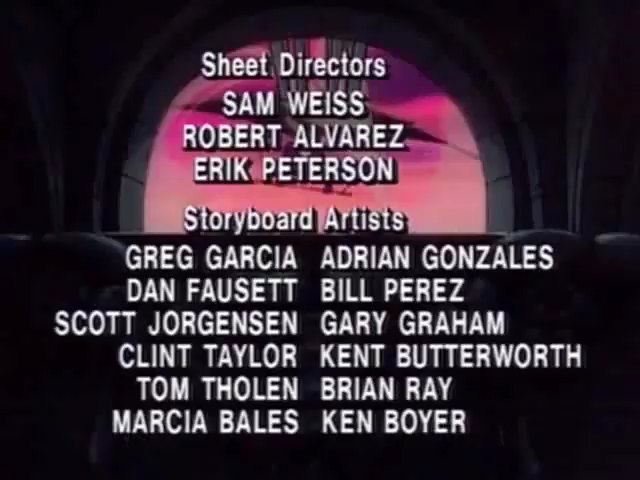 Sheet Directors
SAM WEISS
ROBERT ALVAREZ
ERIK PETERSON
Storyboard Artists
GREG GARCIA ADRIAN GONZALES
DAN FAUSETT BILL PEREZ
SCOTT JORGENSEN GARY GRAHAM
CLINT TAYLOR KENT BUTTERWORTH
TOM THOLEN BRIAN RAY
MARCIA BALES KEN BOYER